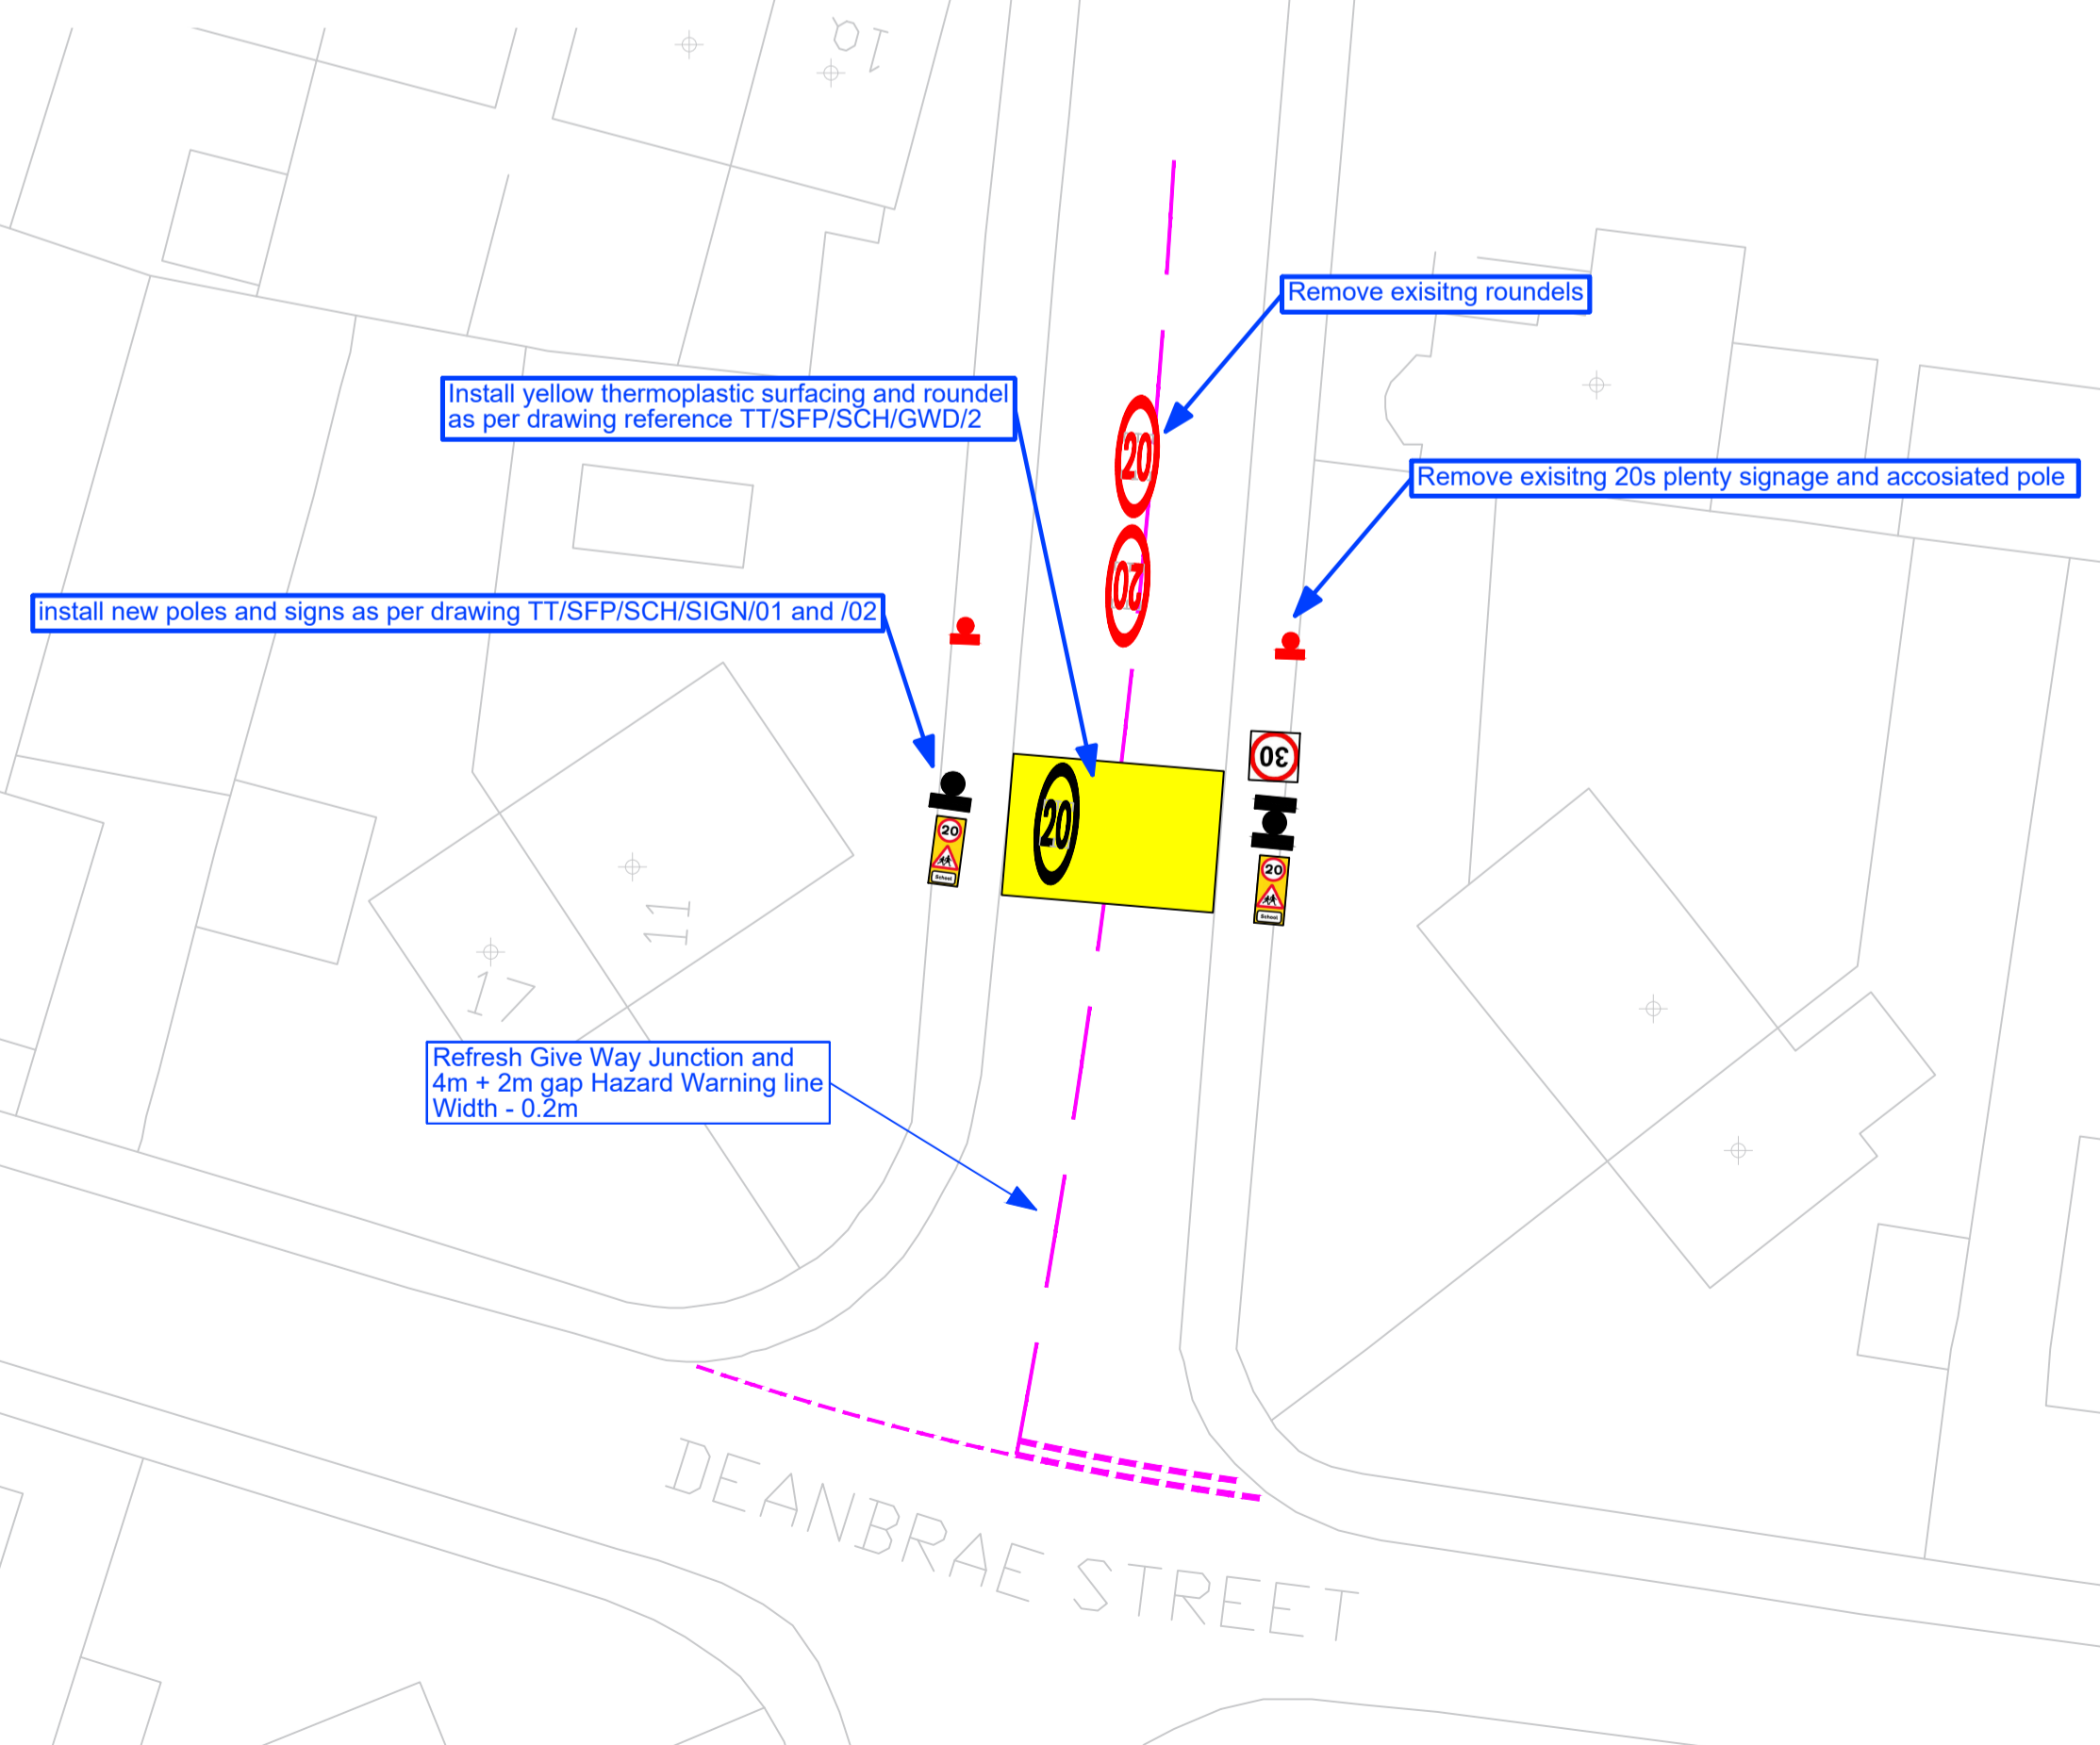 19
Remove exisitng roundels
Install yellow thermoplastic surfacing and roundel
as per drawing reference TT/SFP/SCH/GWD/2
20
Remove exisitng 20s plenty signage and accosiated pole
20
install new poles and signs as per drawing TT/SFP/SCH/SIGN/01 and /02
30
20
20
School
20
School
11
17
Refresh Give Way Junction and
4m + 2m gap Hazard Warning line
Width - 0.2m
DEANBRAE STREET